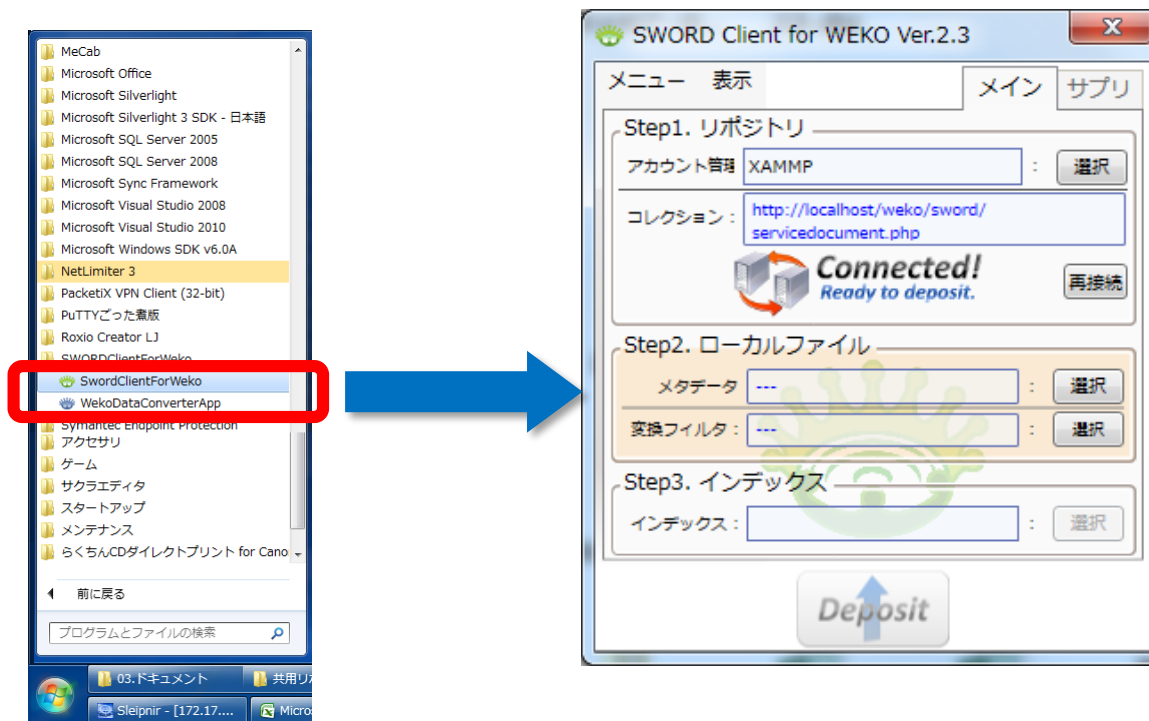 MeCab
Microsoft Office
Microsoft Silverlight
Microsoft Silverlight 3 SDK - 日本語
Microsoft SQL Server 2005
Microsoft SQL Server 2008
Microsoft Sync Framework
Microsoft Visual Studio 2008
Microsoft Visual Studio 2010
Microsoft Windows SDK v6.0A
NetLimiter 3
PacketiX VPN Client (32-bit)
PuTTYごった煮版
Roxio Creator LJ
SWORDClientForWeko
SwordClientForWeko
WekoDataConverterApp
Symantec Endpoint Protection
アクセサリ
ゲーム
サクラエディタ
スタートアップ
メンテナンス
らくちんCDダイレクトプリント for Cano
前に戻る
プログラムとファイルの検索
03.ドキュメント
共用リ
Sleipnir - [172.17....
Micro
SWORD Client for WEKO Ver.2.3
メニュー 表示 メイン サプリ
Step1. リポジトリ
アカウント管理 XAMMP : 選択
コレクション : http://localhost/weko/sword/
servicedocument.php
Connected!
Ready to deposit.
再接続
Step2. ローカルファイル
メタデータ --- : 選択
変換フィルタ : --- : 選択
Step3. インデックス
インデックス : : 選択
Deposit